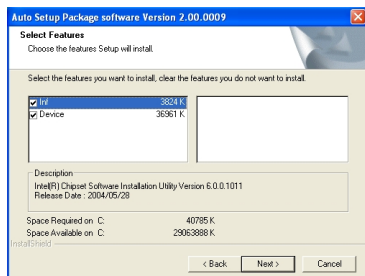 Auto Setup Package software Version 2.00.0009
Select Features
Choose the features Setup will install.
Select the features you want to install, clear the features you do not want to install.
Inf 3824 K
Device 36961 K
Description
Intel(R) Chipset Software Installation Utility Version 6.0.0.1011
Release Date : 2004/05/28
Space Required on C: 40785 K
Space Available on C: 29063888 K
InstallShield
< Back Next > Cancel